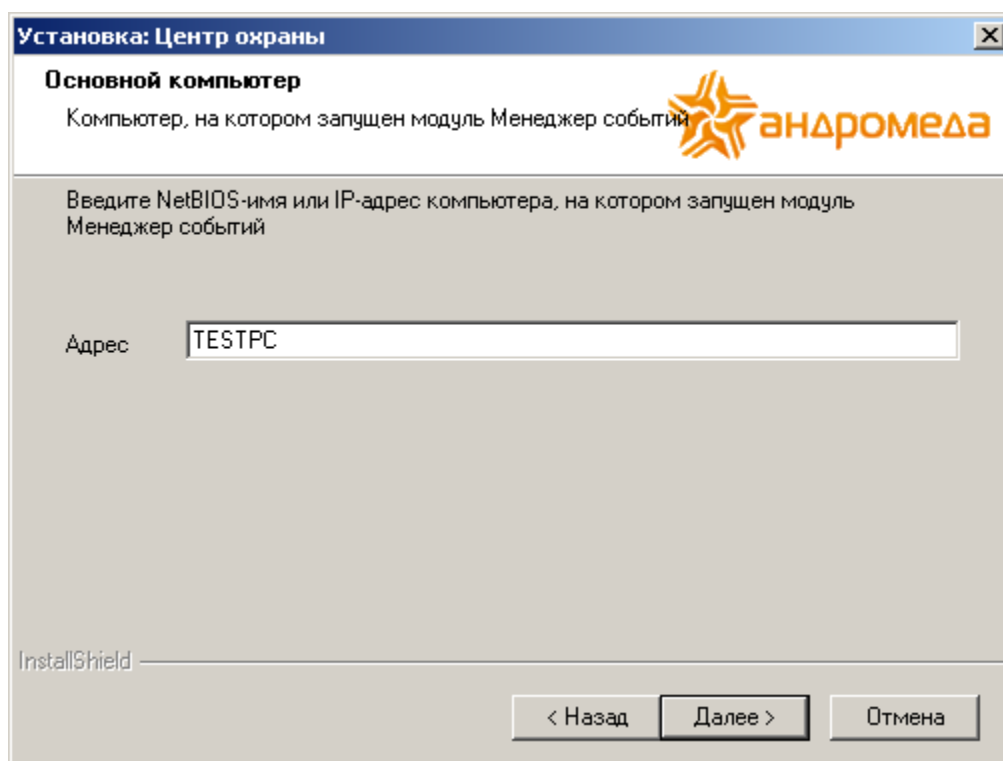 Установка: Центр охраны
Основной компьютер
Компьютер, на котором запущен модуль Менеджер событий
андромеда
Введите NetBIOS-имя или IP-адрес компьютера, на котором запущен модуль
Менеджер событий
Адрес
TESTPC
InstallShield
< Назад
Далее >
Отмена